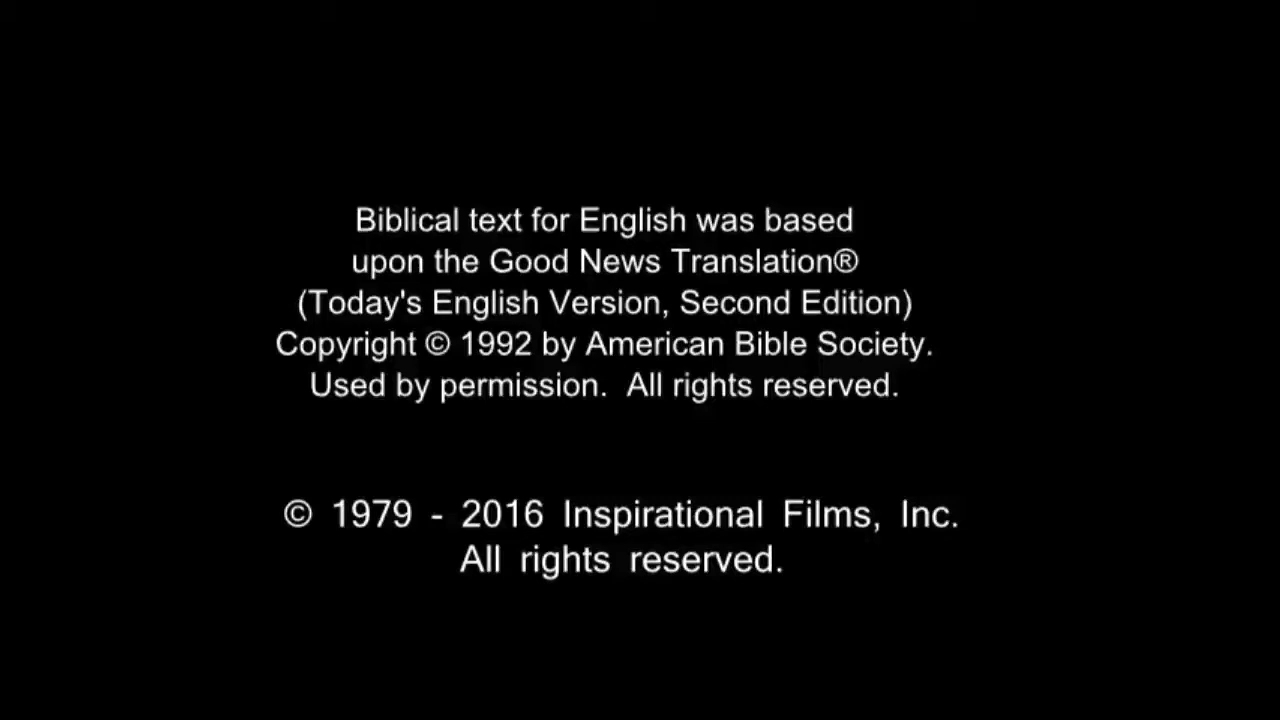 Biblical text for English was based
upon the Good News Translation®
(Today's English Version, Second Edition)
Copyright © 1992 by American Bible Society.
Used by permission.  All rights reserved.
© 1979 - 2016 Inspirational Films, Inc.
All rights reserved.